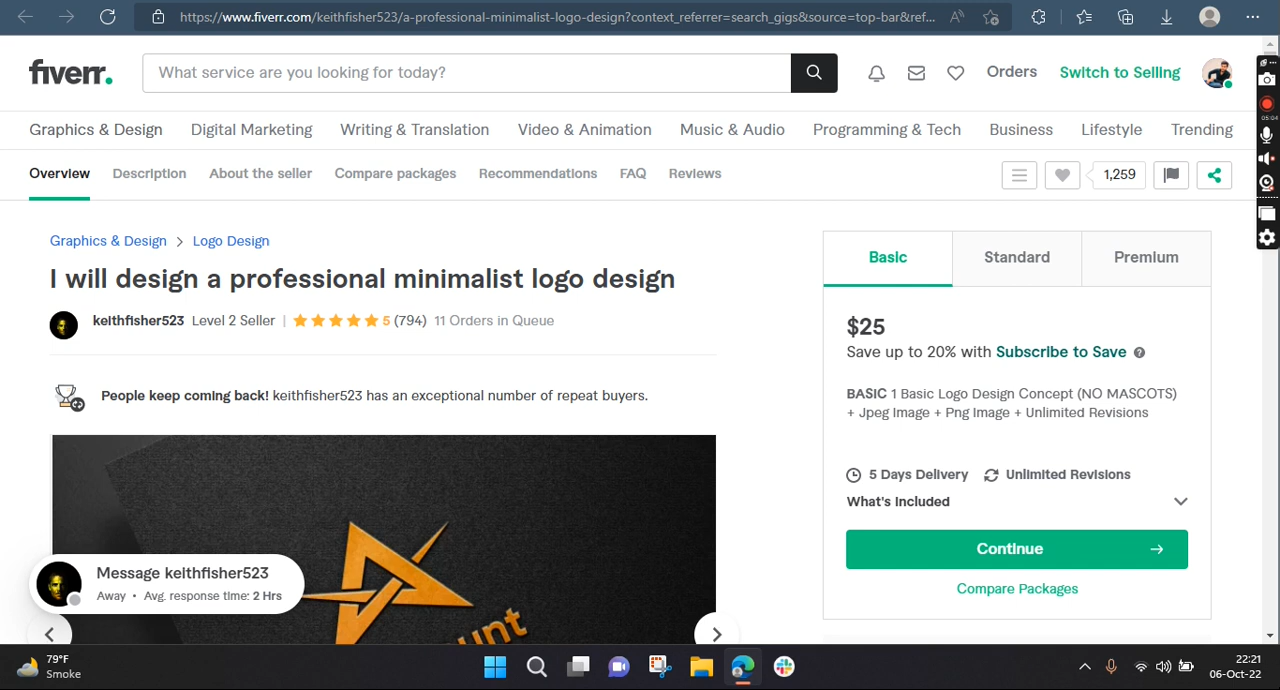 https://www.fiverr.com/keithfisher523/a-professional-minimalist-logo-design?context_referrer=search_gigs&source=top-bar&ref...
fiverr.
What service are you looking for today?
Orders
Switch to Selling
05:04
Graphics & Design
Digital Marketing
Writing & Translation
Video & Animation
Music & Audio
Programming & Tech
Business
Lifestyle
Trending
Overview
Description
About the seller
Compare packages
Recommendations
FAQ
Reviews
1,259
Graphics & Design > Logo Design
I will design a professional minimalist logo design
keithfisher523 Level 2 Seller | 5 (794) 11 Orders in Queue
People keep coming back! keithfisher523 has an exceptional number of repeat buyers.
Message keithfisher523
Away • Avg. response time: 2 Hrs
Basic
Standard
Premium
$25
Save up to 20% with Subscribe to Save
BASIC 1 Basic Logo Design Concept (NO MASCOTS)
+ Jpeg Image + Png Image + Unlimited Revisions
5 Days Delivery
Unlimited Revisions
What's Included
Continue
Compare Packages
79°F
Smoke
22:21
06-Oct-22